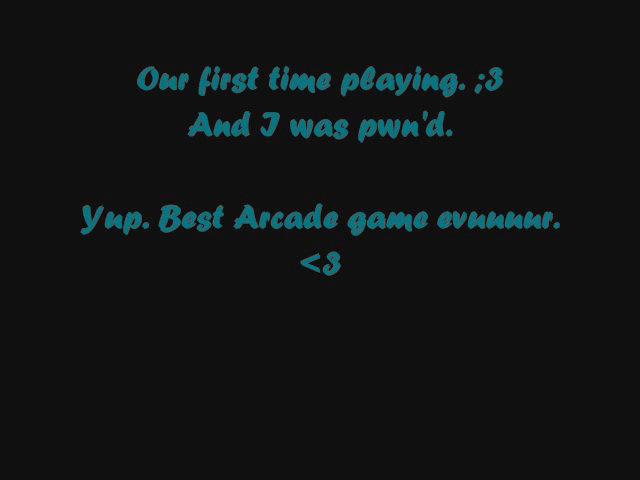 Our first time playing. ;3
And I was pwn'd.
Yup. Best Arcade game evuuuur.
<3